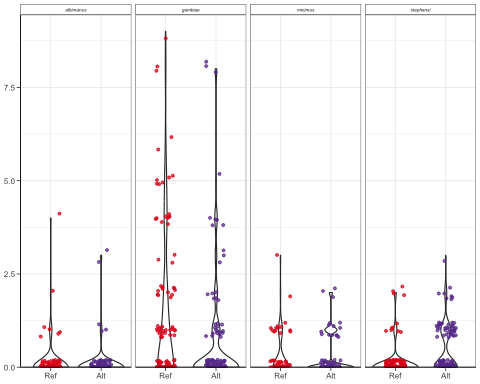 albimanus gambiae minimus stephensi
7.5
5.0
2.5
0.0
Ref Alt Ref Alt Ref Alt Ref Alt